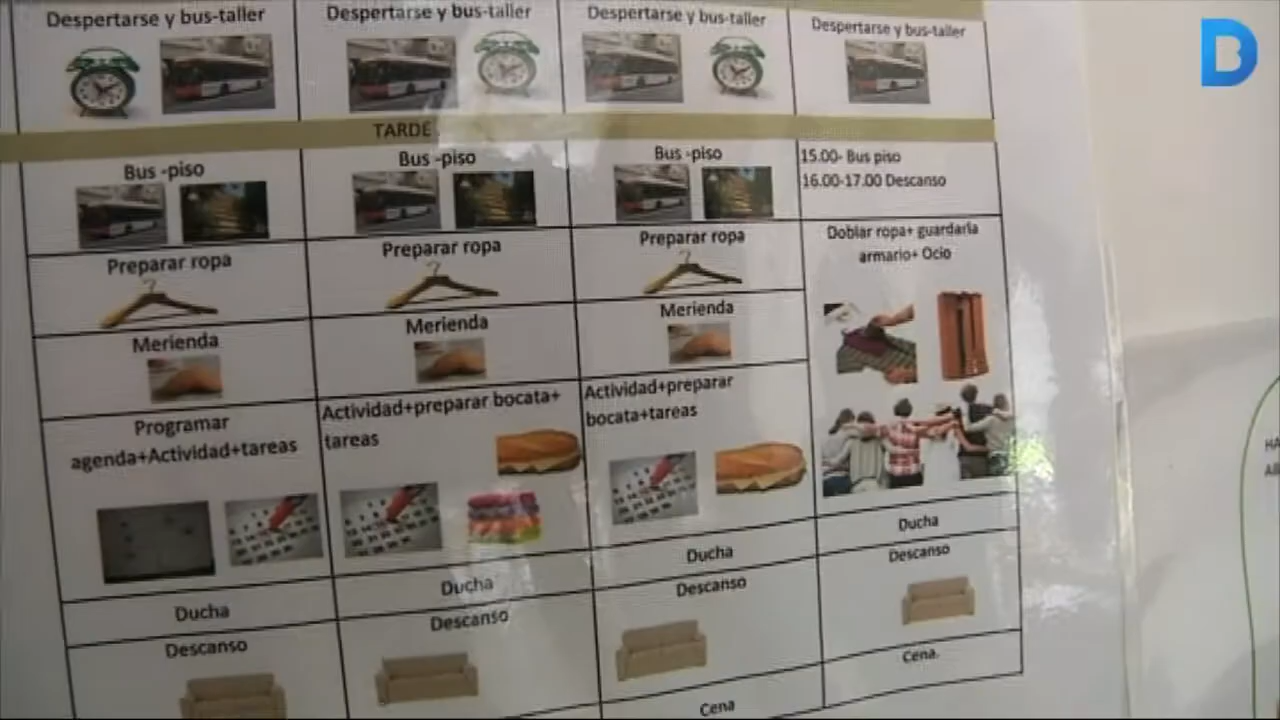 Despertarse y bus-taller
Despertarse y bus-taller
Despertarse y bus-taller
Despertarse y bus-taller
TARDE
Bus -piso
Bus -piso
Bus -piso
15.00- Bus piso
16.00-17.00 Descanso
Preparar ropa
Preparar ropa
Preparar ropa
Doblar ropa+ guardarla
armario+ Ocio
Merienda
Merienda
Merienda
Programar
agenda+Actividad+tareas
Actividad+preparar bocata+
tareas
Actividad+preparar
bocata+tareas
Ducha
Ducha
Ducha
Ducha
Descanso
Descanso
Descanso
Descanso
Cena
Cena.